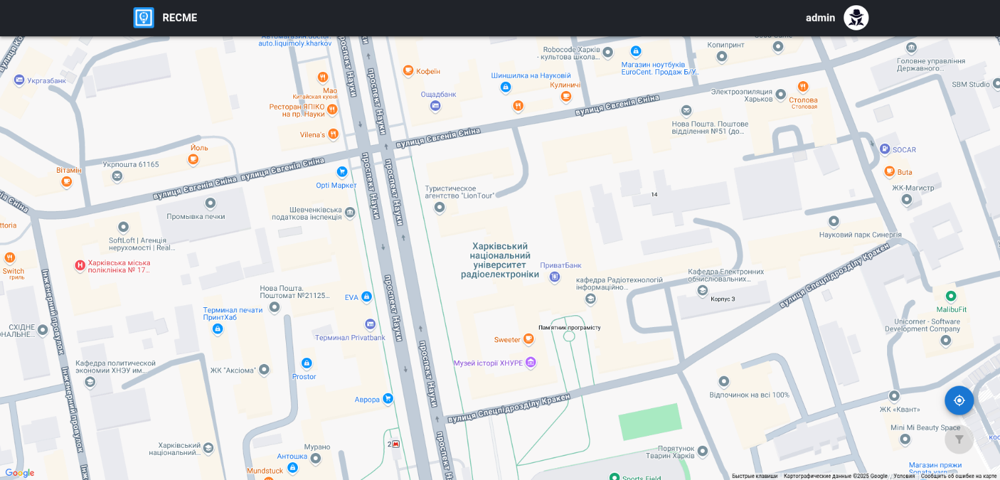 RECME
admin
Автомагазин.doctor.
auto.liquimoly.kharkov
Кофеїн
Robocode Харків
- культова школа...
Копипринт
Магазин ноутбуків
EuroCent. Продаж Б/У...
Головне управління
Державного...
SBM Studio
Укргазбанк
проспект Науки
проспект Науки
Мао
Китайская кухня
Ощадбанк
Шиншилка на Науковій
Кулиничі
Электроэпиляция
Харьков
Столова
Столовая
Ресторан ЯПІКО
на пр. Науки
вулиця Євгенія Єніна
Нова Пошта. Поштове
відділення №51 (до...
Vilena's
вулиця Євгенія Єніна
Йоль
SOCAR
Укрпошта 61165
Вітамін
вулиця Євгенія Єніна
вулиця Євгенія Єніна
Buta
Opti Маркет
проспект Науки
проспект Науки
Туристическое
агентство "LionTour"
14
ЖК-Магистр
Промывка печки
Шевченківська
податкова інспекція
SoftLoft | Агенція
нерухомості | Real...
Науковий парк Синергія
Харківський
національний
університет
радіоелектроніки
Харківська міська
поліклініка № 17...
ПриватБанк
Switch
гриль
кафедра Радіотехнологій
інформаційно...
Кафедра Електронних
обчислювальних...
Корпус 3
вулиця Спецпідрозділу Кракен
Нова Пошта.
Поштомат №21125...
EVA
проспект Науки
Інженерний провулок
MalibuFit
Терминал печати
ПринтХаб
Unicorner - Software
Development Company
СХІДНЕ
Терминал Privatbank
Пам'ятник програмісту
Sweeter
проспект Науки
Музей історії ХНУРЕ
Кафедра политической
экономии ХНЭУ им...
ЖК "Аксіома"
Prostor
Інженерний провулок
Відпочинок на всі 100%
Аврора
вулиця Спецпідрозділу Кракен
ЖК «Квант»
Mini Mi Beauty Space
Харківський
національний...
2
М
Мурано
проспект Науки
Порятунок
Тварин Харків
Антошка
Mundstuck
Магазин пряжи
Sonata yarn
Sports Field
Google
Быстрые клавиши
Картографические данные ©2025 Google
Условия
Сообщить об ошибке на карте